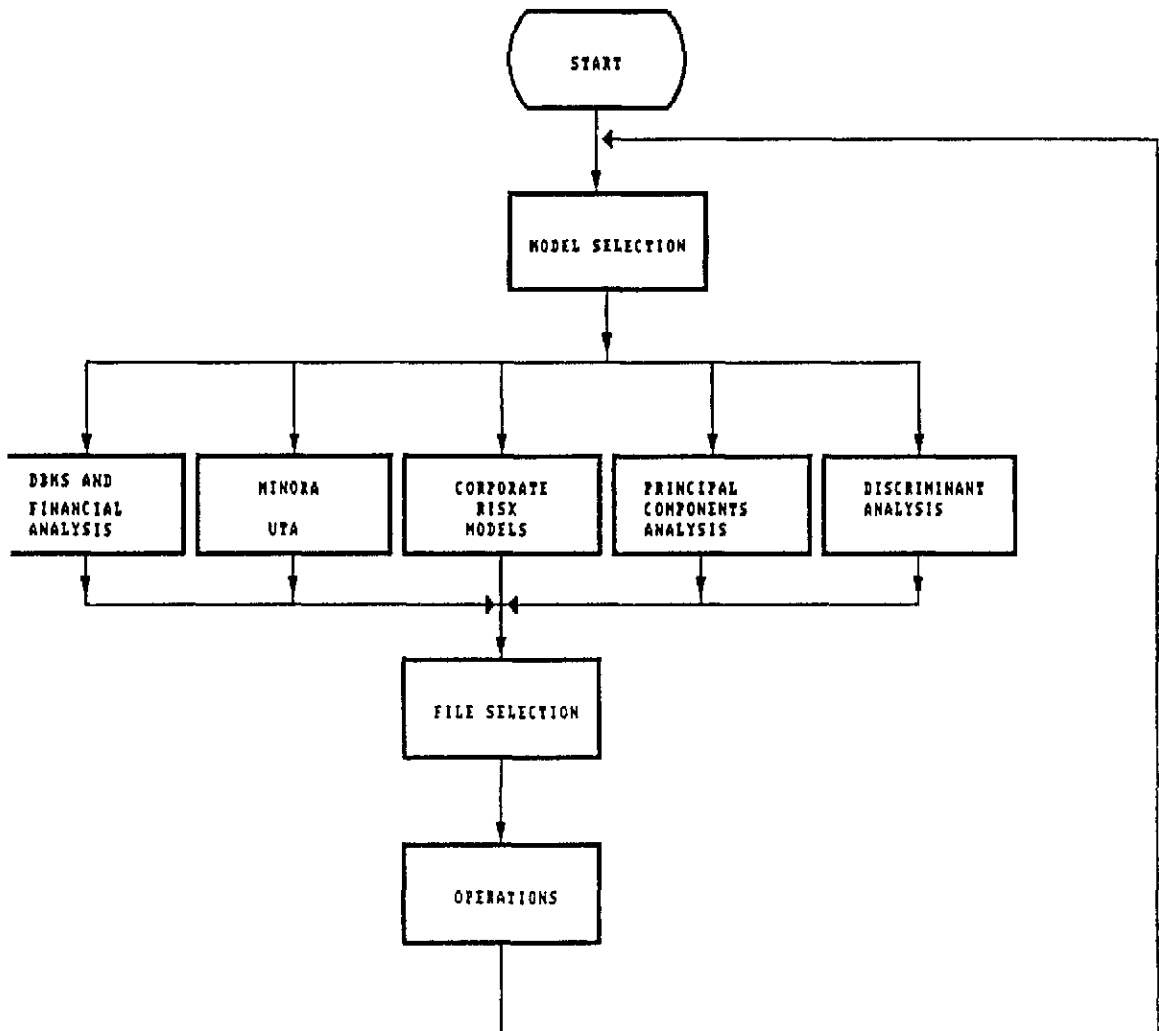 START
MODEL SELECTION
DBMS AND
FINANCIAL
ANALYSIS
MINORA
UTA
CORPORATE
RISK
MODELS
PRINCIPAL
COMPONENTS
ANALYSIS
DISCRIMINANT
ANALYSIS
FILE SELECTION
OPERATIONS